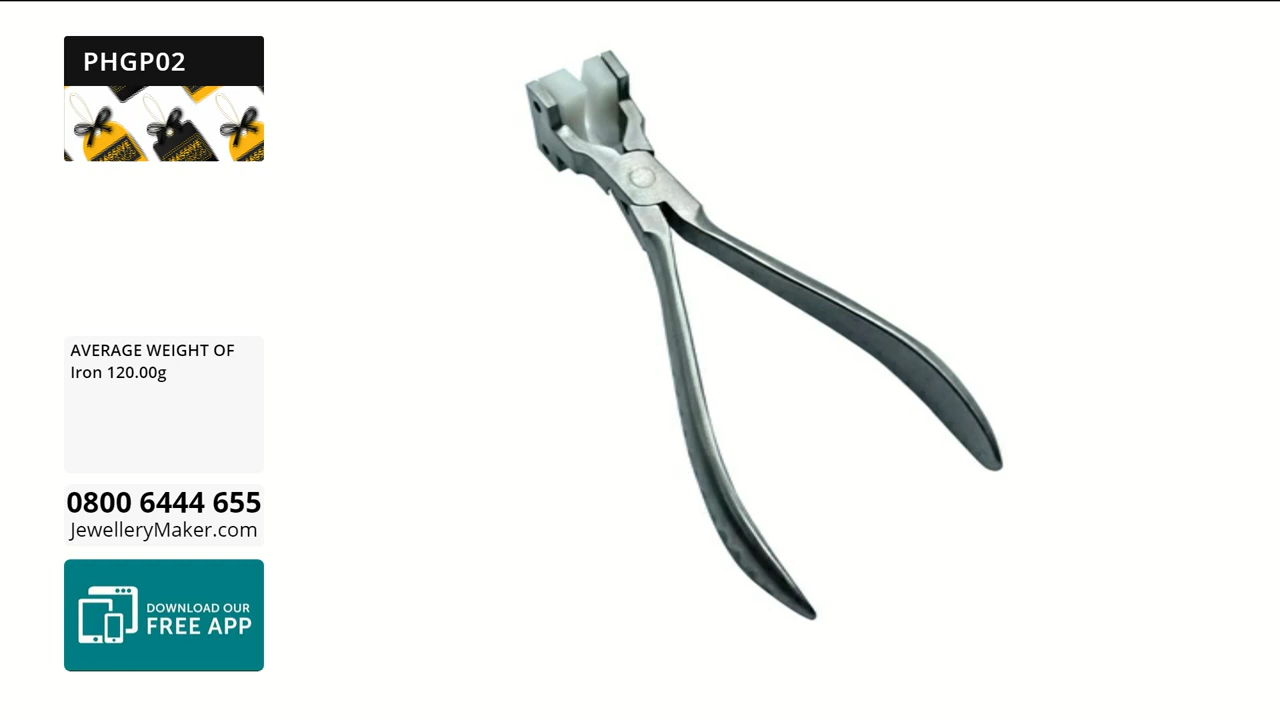 PHGP02
AVERAGE WEIGHT OF
Iron 120.00g
0800 6444 655
JewelleryMaker.com
DOWNLOAD OUR
FREE APP